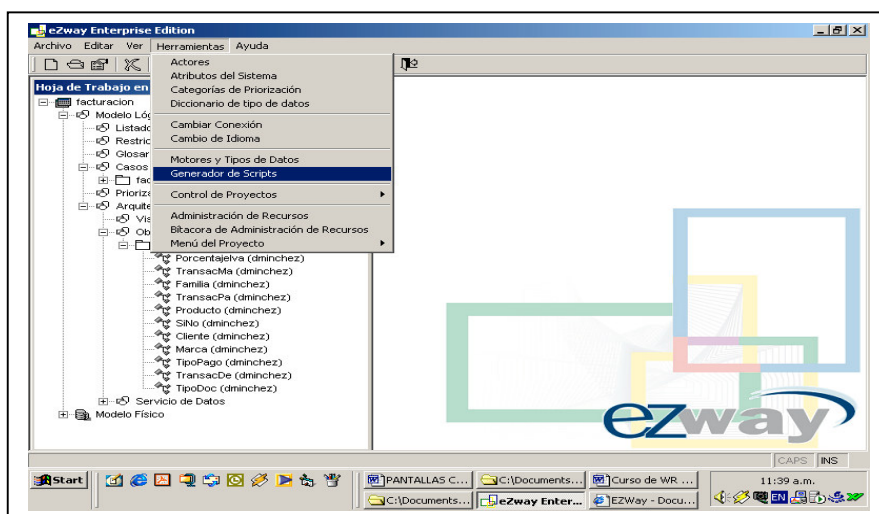 eZway Enterprise Edition
Archivo Editar Ver Herramientas Ayuda
Actores
Atributos del Sistema
Categorías de Priorización
Diccionario de tipo de datos
Cambiar Conexión
Cambio de Idioma
Motores y Tipos de Datos
Generador de Scripts
Control de Proyectos
Administración de Recursos
Bitacora de Administración de Recursos
Menú del Proyecto
Hoja de Trabajo en
facturacion
Modelo Lóg
Listado
Restric
Glosar
Casos
fac
Prioriza
Arquite
Vis
Ob
PorcentajeIva (dminchez)
TransacMa (dminchez)
Familia (dminchez)
TransacPa (dminchez)
Producto (dminchez)
SiNo (dminchez)
Cliente (dminchez)
Marca (dminchez)
TipoPago (dminchez)
TransacDe (dminchez)
TipoDoc (dminchez)
Servicio de Datos
Modelo Físico
ezway
CAPS INS
Start
PANTALLAS C...
C:\Documents...
Curso de WR ...
C:\Documents...
eZway Enter...
EZWay - Docu...
11:39 a.m.
EN